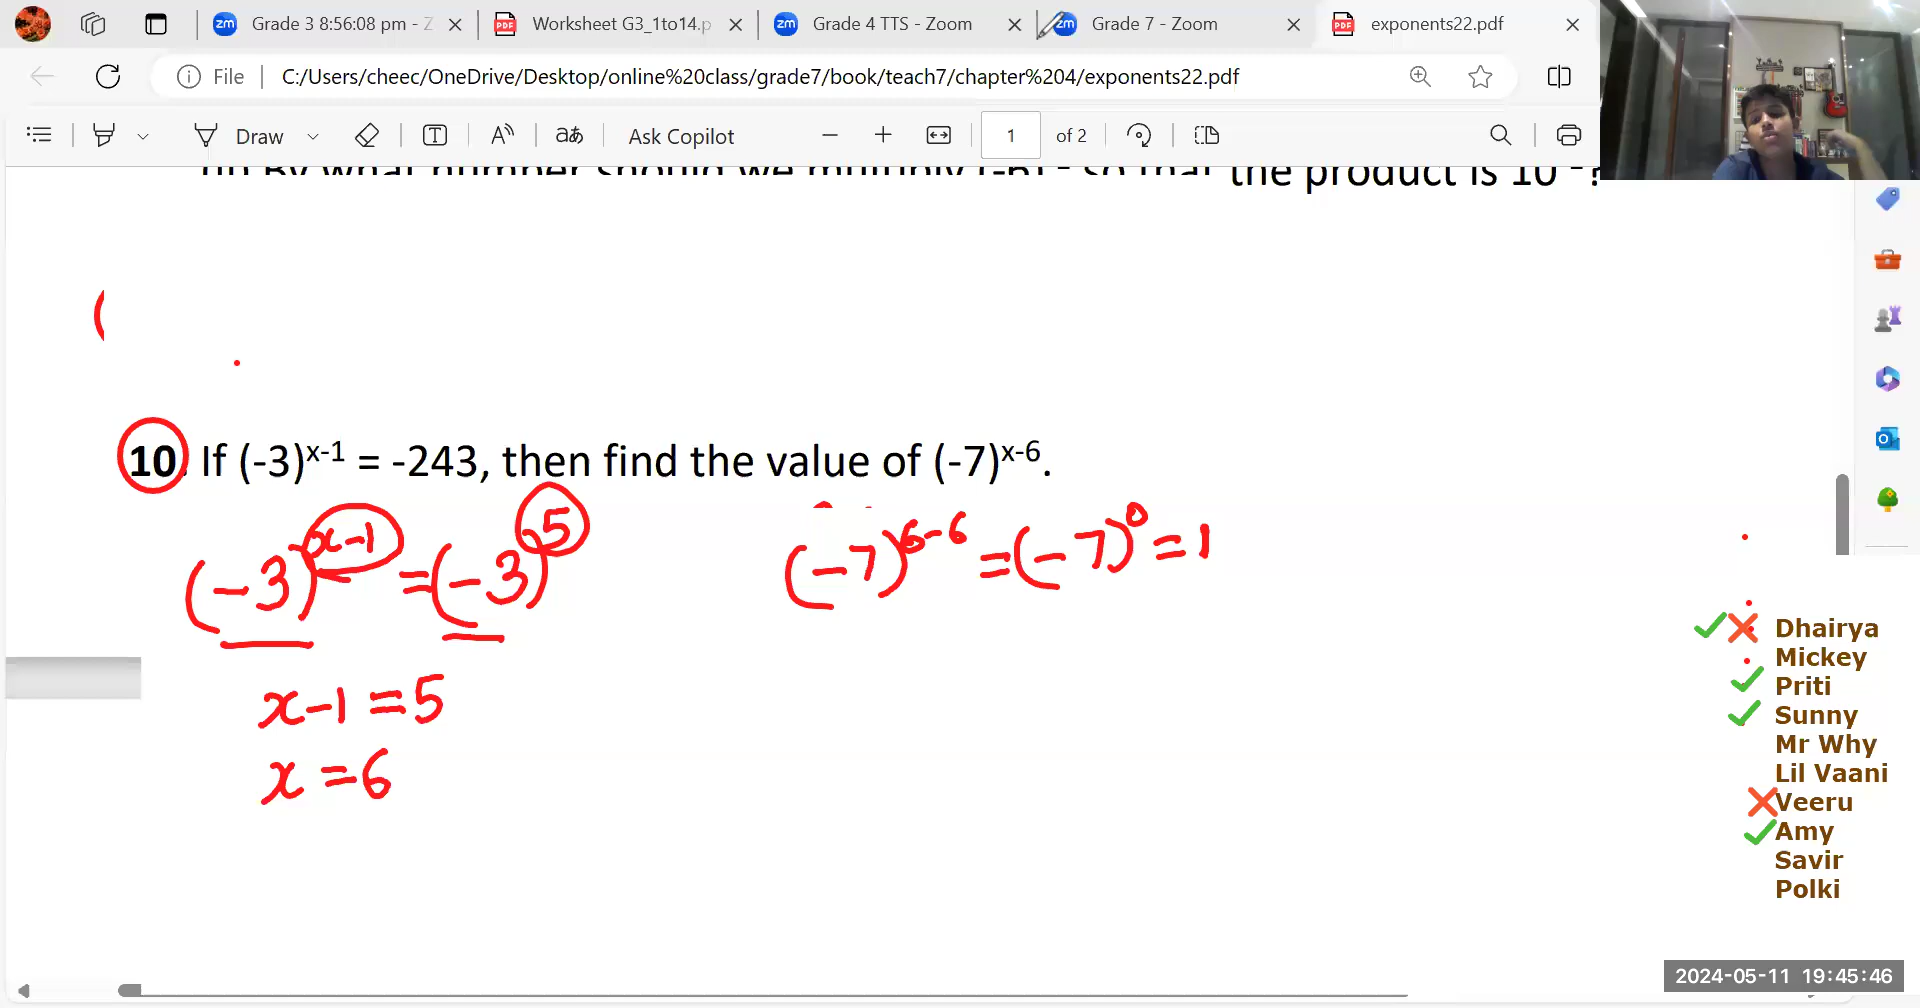 Grade 3 8:56:08 pm - Z
Worksheet G3_1to14.p
Grade 4 TTS - Zoom
Grade 7 - Zoom
exponents22.pdf
File
C:/Users/cheec/OneDrive/Desktop/online%20class/grade7/book/teach7/chapter%204/exponents22.pdf
Draw
Ask Copilot
1 of 2
the product is 10
10. If (-3)^x-1 = -243, then find the value of (-7)^x-6.
(-3)^x-1 = (-3)^5
(-7)^6-6 = (-7)^0 = 1
x-1=5
x=6
Dhairya
Mickey
Priti
Sunny
Mr Why
Lil Vaani
Veeru
Amy
Savir
Polki
2024-05-11 19:45:46